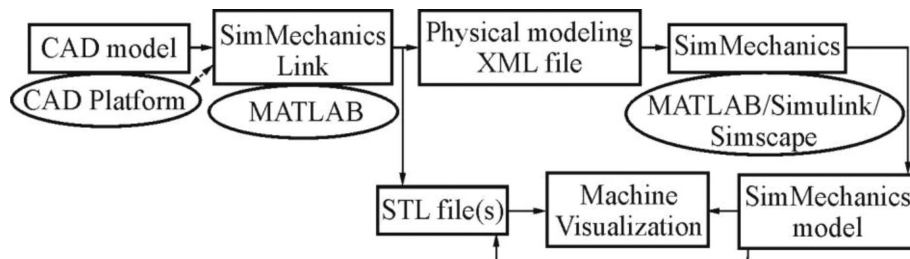 CAD model
CAD Platform
SimMechanics
Link
MATLAB
Physical modeling
XML file
SimMechanics
MATLAB/Simulink/
Simscape
STL file(s)
Machine
Visualization
SimMechanics
model